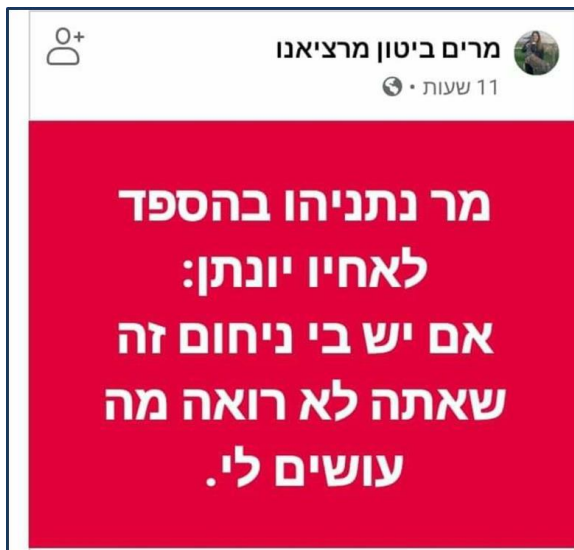 מרים ביטון מרציאנו
11 שעות •
מר נתניהו בהספד
לאחיו יונתן:
אם יש בי ניחום זה
שאתה לא רואה מה
עושים לי.